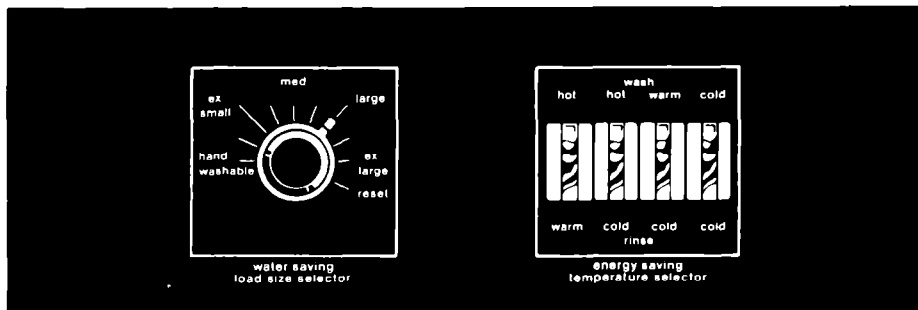 med
ex
small
large
hand
washable
ex
large
reset
water saving
load size selector
wash
hot hot warm cold
warm cold cold cold
rinse
energy saving
temperature selector